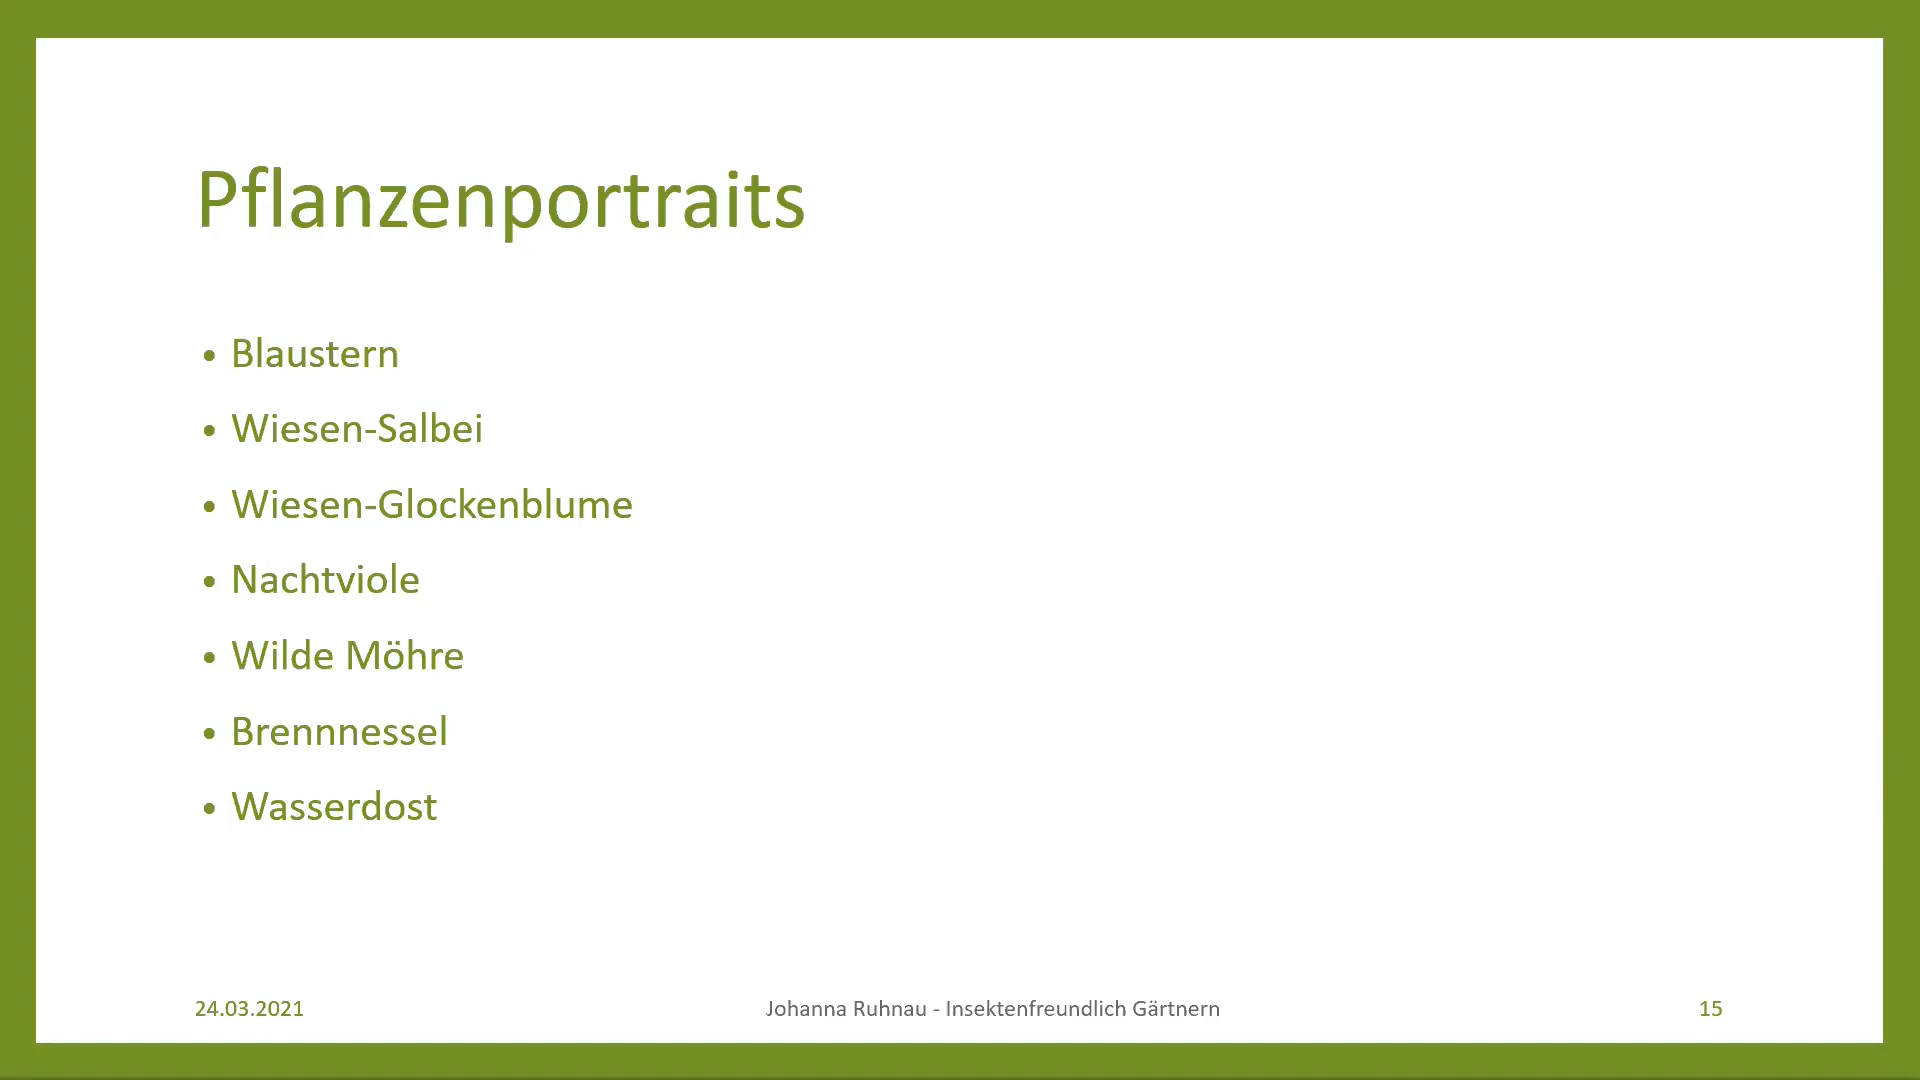 Pflanzenportraits
• Blaustern
• Wiesen-Salbei
• Wiesen-Glockenblume
• Nachtviole
• Wilde Möhre
• Brennnessel
• Wasserdost
24.03.2021
Johanna Ruhnau - Insektenfreundlich Gärtnern
15